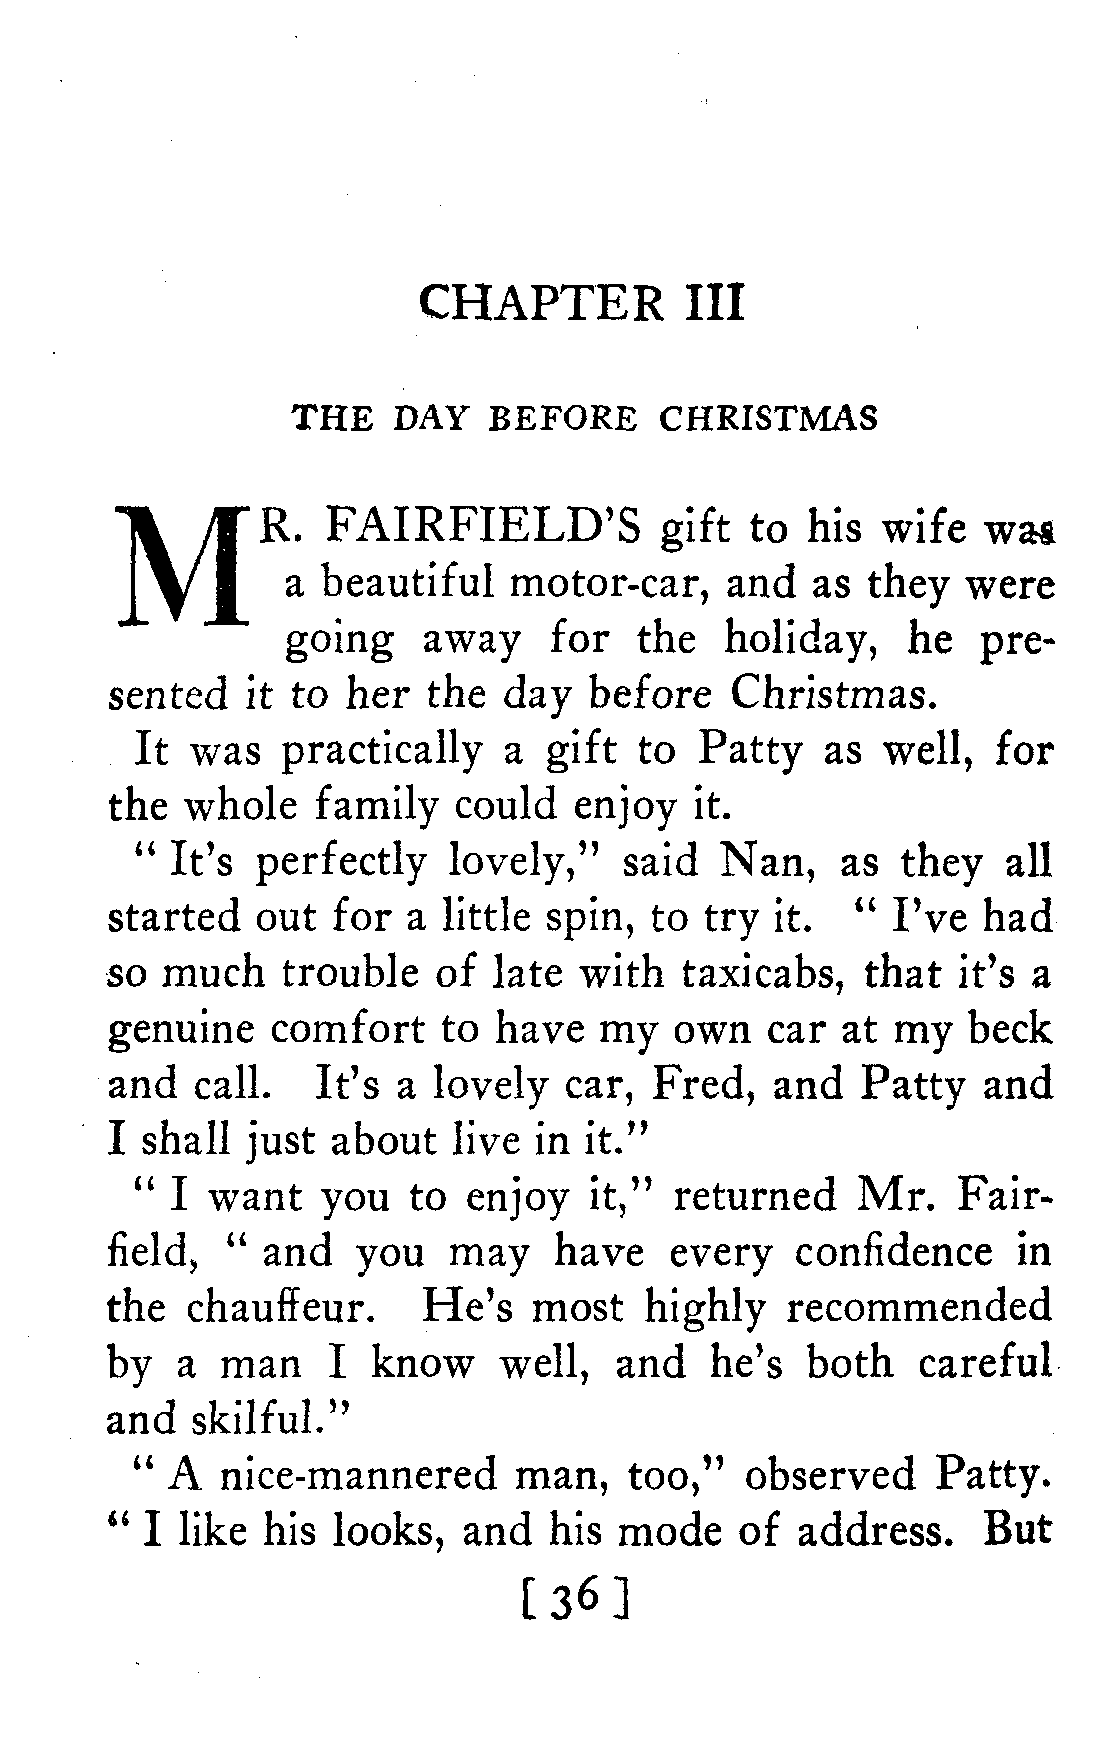 CHAPTER III
THE DAY BEFORE CHRISTMAS
MR. FAIRFIELD'S gift to his wife was
a beautiful motor-car, and as they were
going away for the holiday, he pre-
sented it to her the day before Christmas.
It was practically a gift to Patty as well, for
the whole family could enjoy it.
" It's perfectly lovely," said Nan, as they all
started out for a little spin, to try it. " I've had
so much trouble of late with taxicabs, that it's a
genuine comfort to have my own car at my beck
and call. It's a lovely car, Fred, and Patty and
I shall just about live in it."
" I want you to enjoy it," returned Mr. Fair-
field, " and you may have every confidence in
the chauffeur. He's most highly recommended
by a man I know well, and he's both careful
and skilful."
" A nice-mannered man, too," observed Patty.
" I like his looks, and his mode of address. But
[ 36 ]